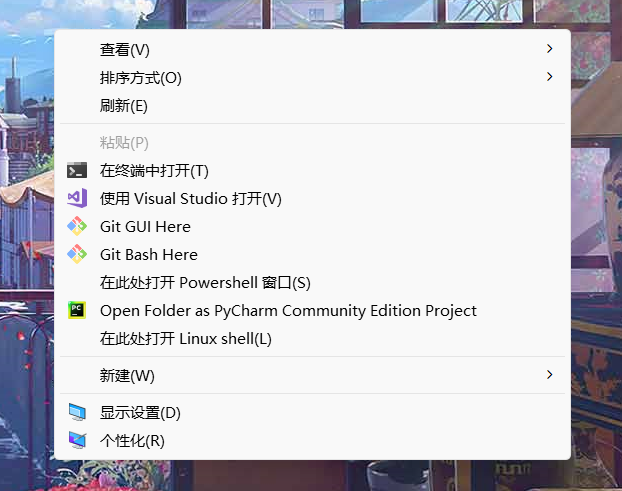 查看(V)
排序方式(O)
刷新(E)
粘贴(P)
在终端中打开(T)
使用 Visual Studio 打开(V)
Git GUI Here
Git Bash Here
在此处打开 Powershell 窗口(S)
PC
Open Folder as PyCharm Community Edition Project
在此处打开 Linux shell(L)
新建(W)
显示设置(D)
个性化(R)